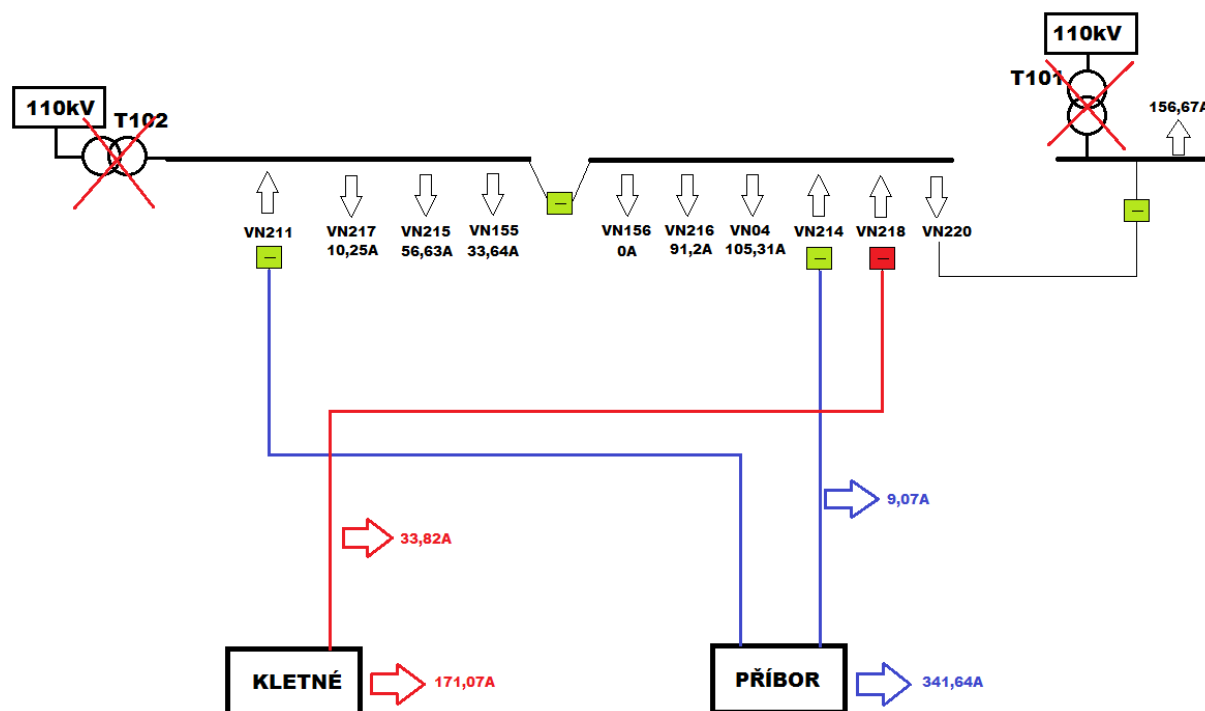 110kV
T101
156,67A
110kV
T102
VN211
VN217
10,25A
VN215
56,63A
VN155
33,64A
VN156
0A
VN216
91,2A
VN04
105,31A
VN214
VN218
VN220
9,07A
33,82A
KLETNÉ
171,07A
PŘÍBOR
341,64A